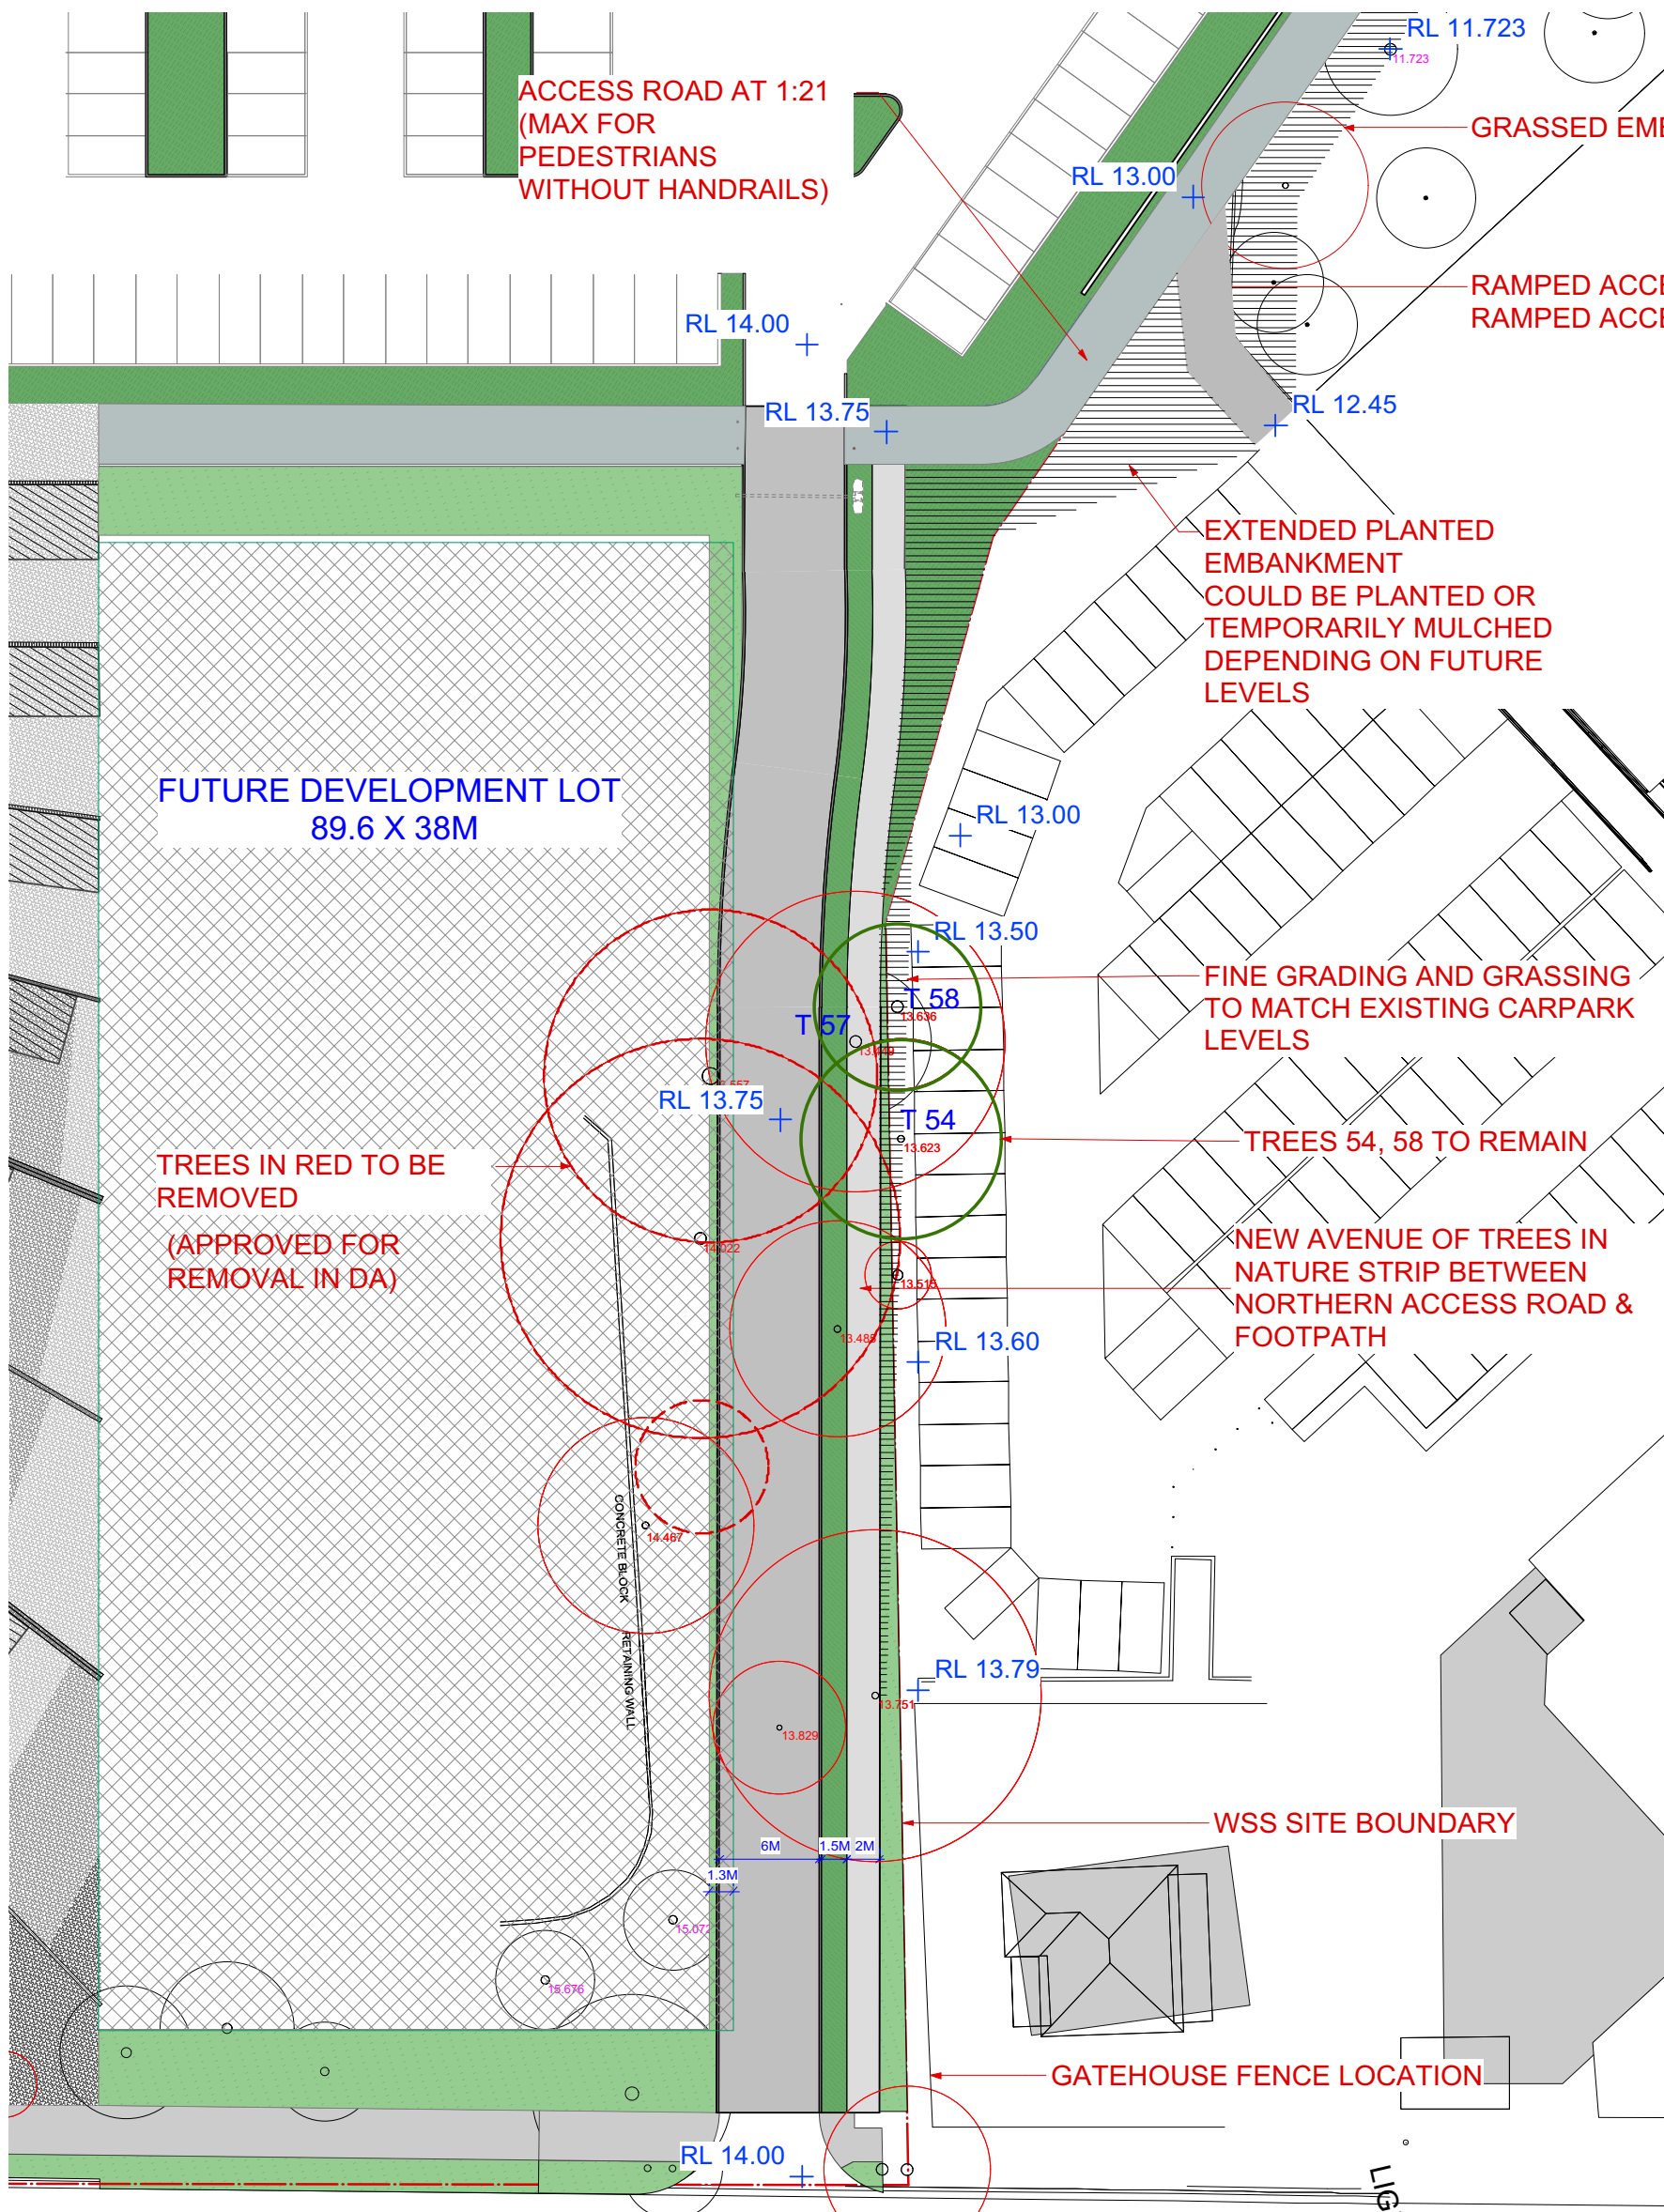 RL 11.723
11.723
ACCESS ROAD AT 1:21
(MAX FOR
PEDESTRIANS
WITHOUT HANDRAILS)
GRASSED EMB
RL 13.00
RAMPED ACCE
RAMPED ACCE
RL 14.00
RL 13.75
RL 12.45
EXTENDED PLANTED
EMBANKMENT
COULD BE PLANTED OR
TEMPORARILY MULCHED
DEPENDING ON FUTURE
LEVELS
FUTURE DEVELOPMENT LOT
89.6 X 38M
RL 13.00
RL 13.50
FINE GRADING AND GRASSING
TO MATCH EXISTING CARPARK
LEVELS
T 58
13.636
T 57
RL 13.75
T 54
13.623
TREES 54, 58 TO REMAIN
TREES IN RED TO BE
REMOVED
(APPROVED FOR
REMOVAL IN DA)
14.022
NEW AVENUE OF TREES IN
NATURE STRIP BETWEEN
NORTHERN ACCESS ROAD &
FOOTPATH
13.515
13.485
RL 13.60
14.467
CONCRETE BLOCK RETAINING WALL
RL 13.79
13.751
13.829
WSS SITE BOUNDARY
6M
1.5M
2M
1.3M
15.072
15.676
GATEHOUSE FENCE LOCATION
RL 14.00
LIG